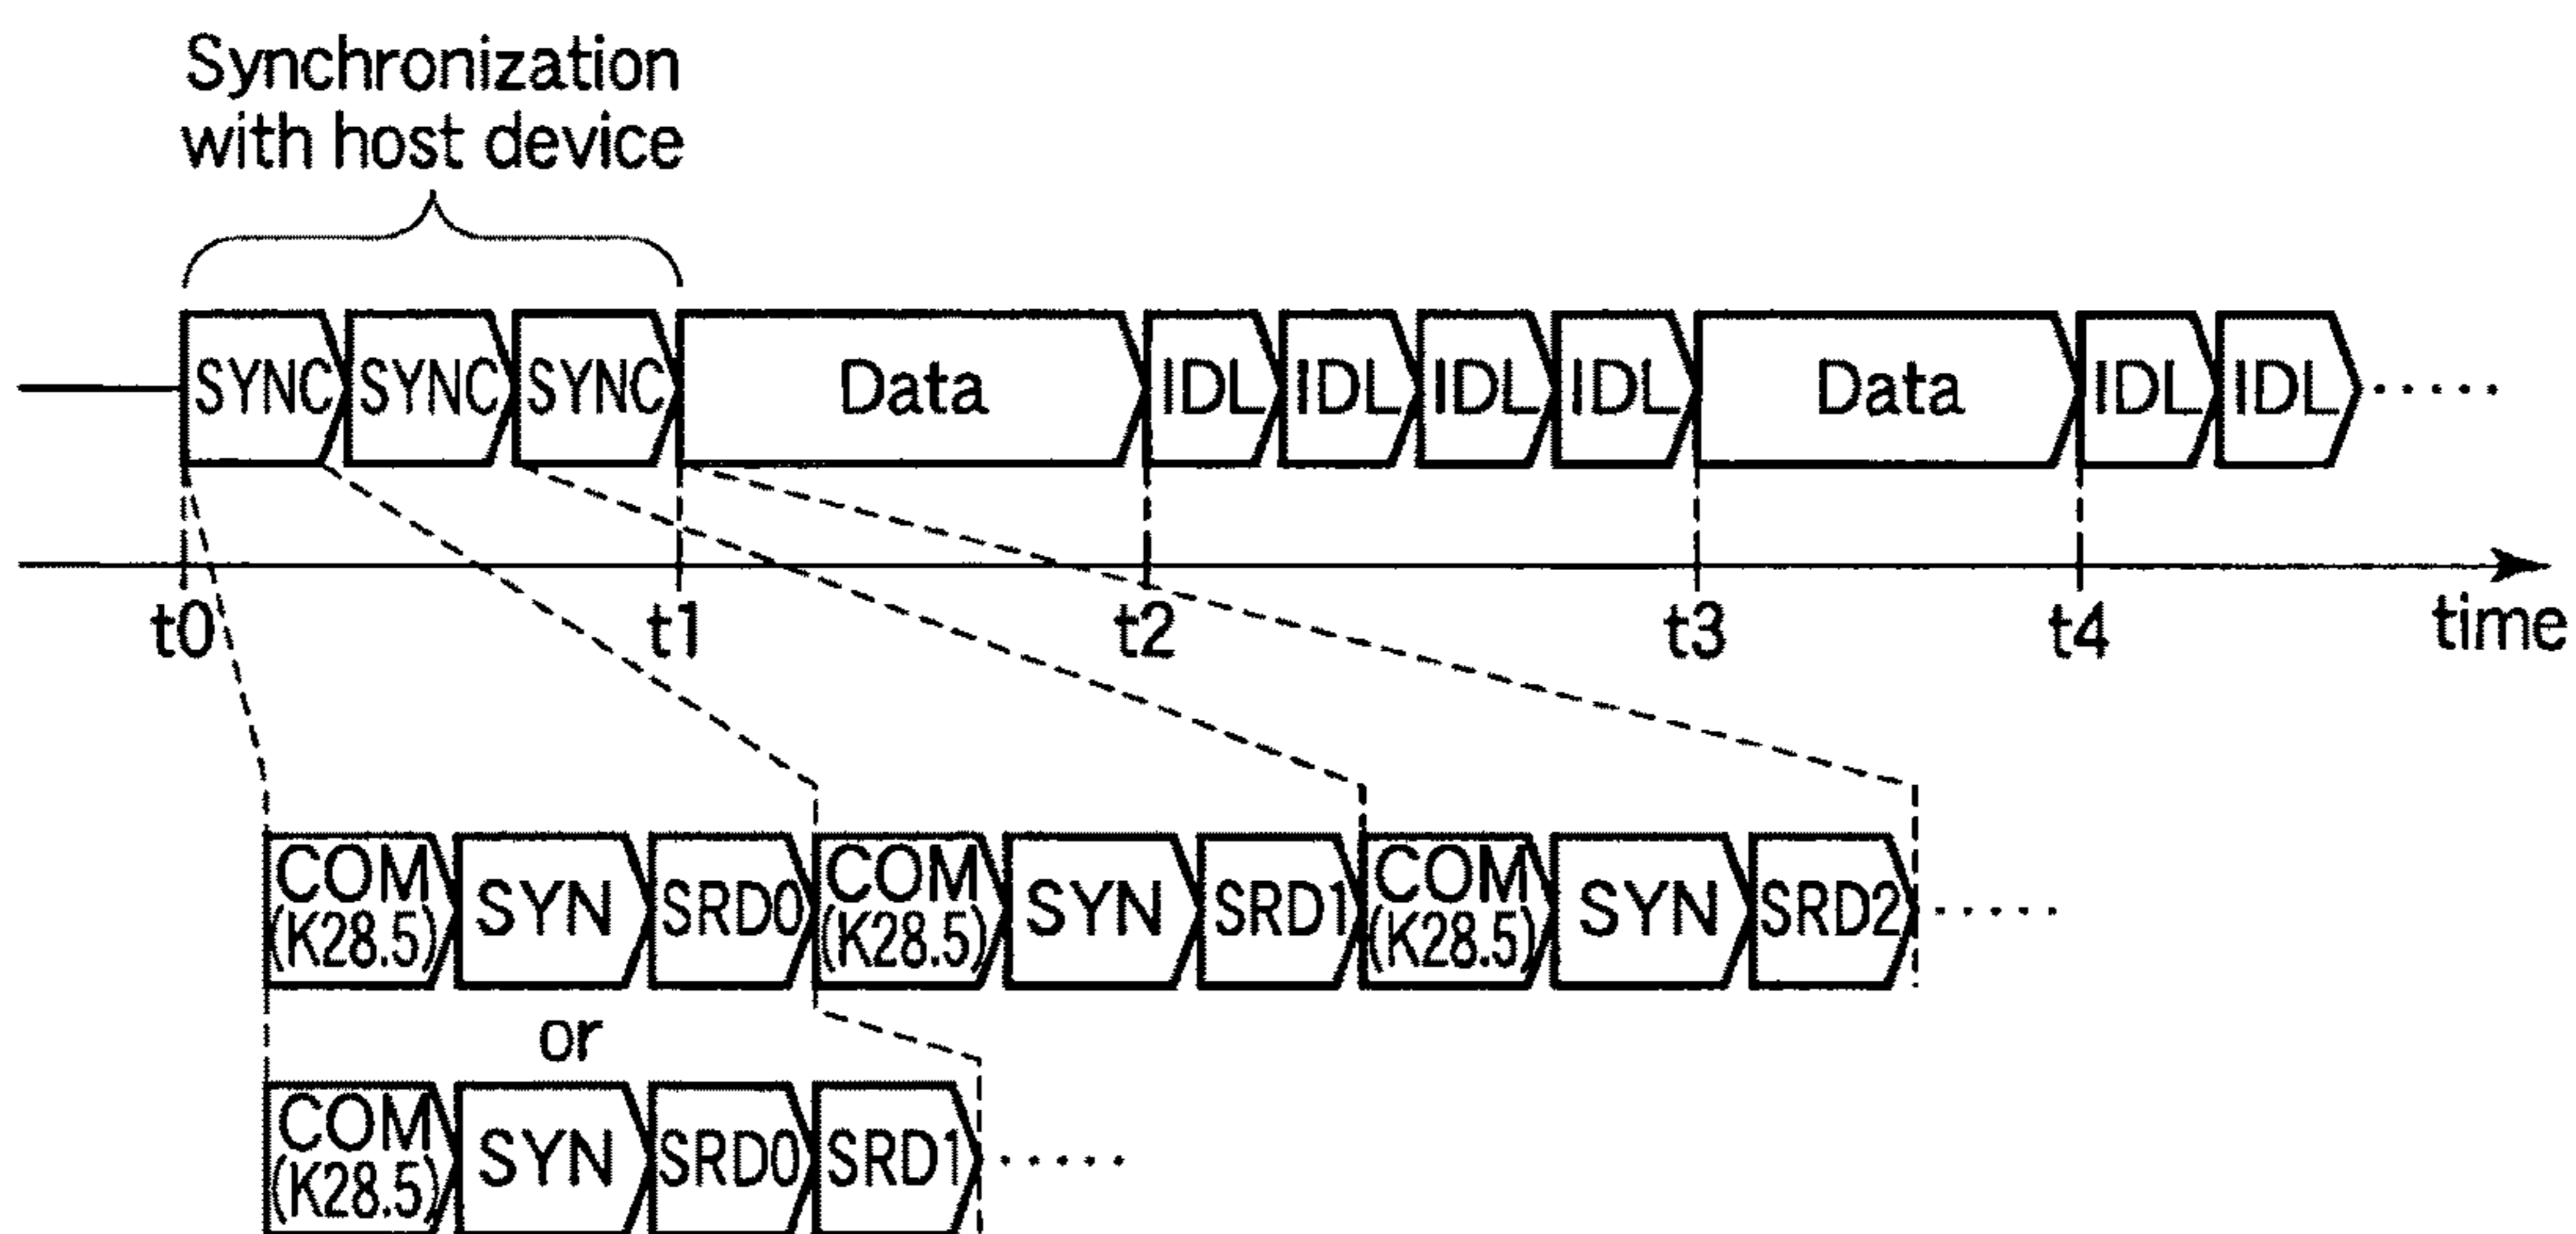 Synchronization
with host device
SYNC SYNC SYNC Data IDL IDL IDL IDL Data IDL IDL
t0 t1 t2 t3 t4 time
COM SYN SRD0 COM SYN SRD1 COM SYN SRD2
(K28.5) (K28.5) (K28.5)
or
COM SYN SRD0 SRD1
(K28.5)